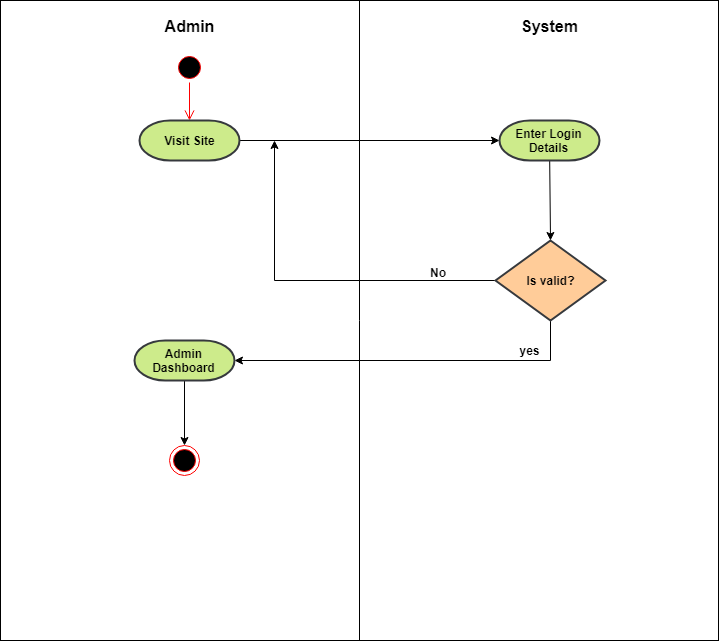 Admin
System
Visit Site
Enter Login
Details
No
Is valid?
yes
Admin
Dashboard